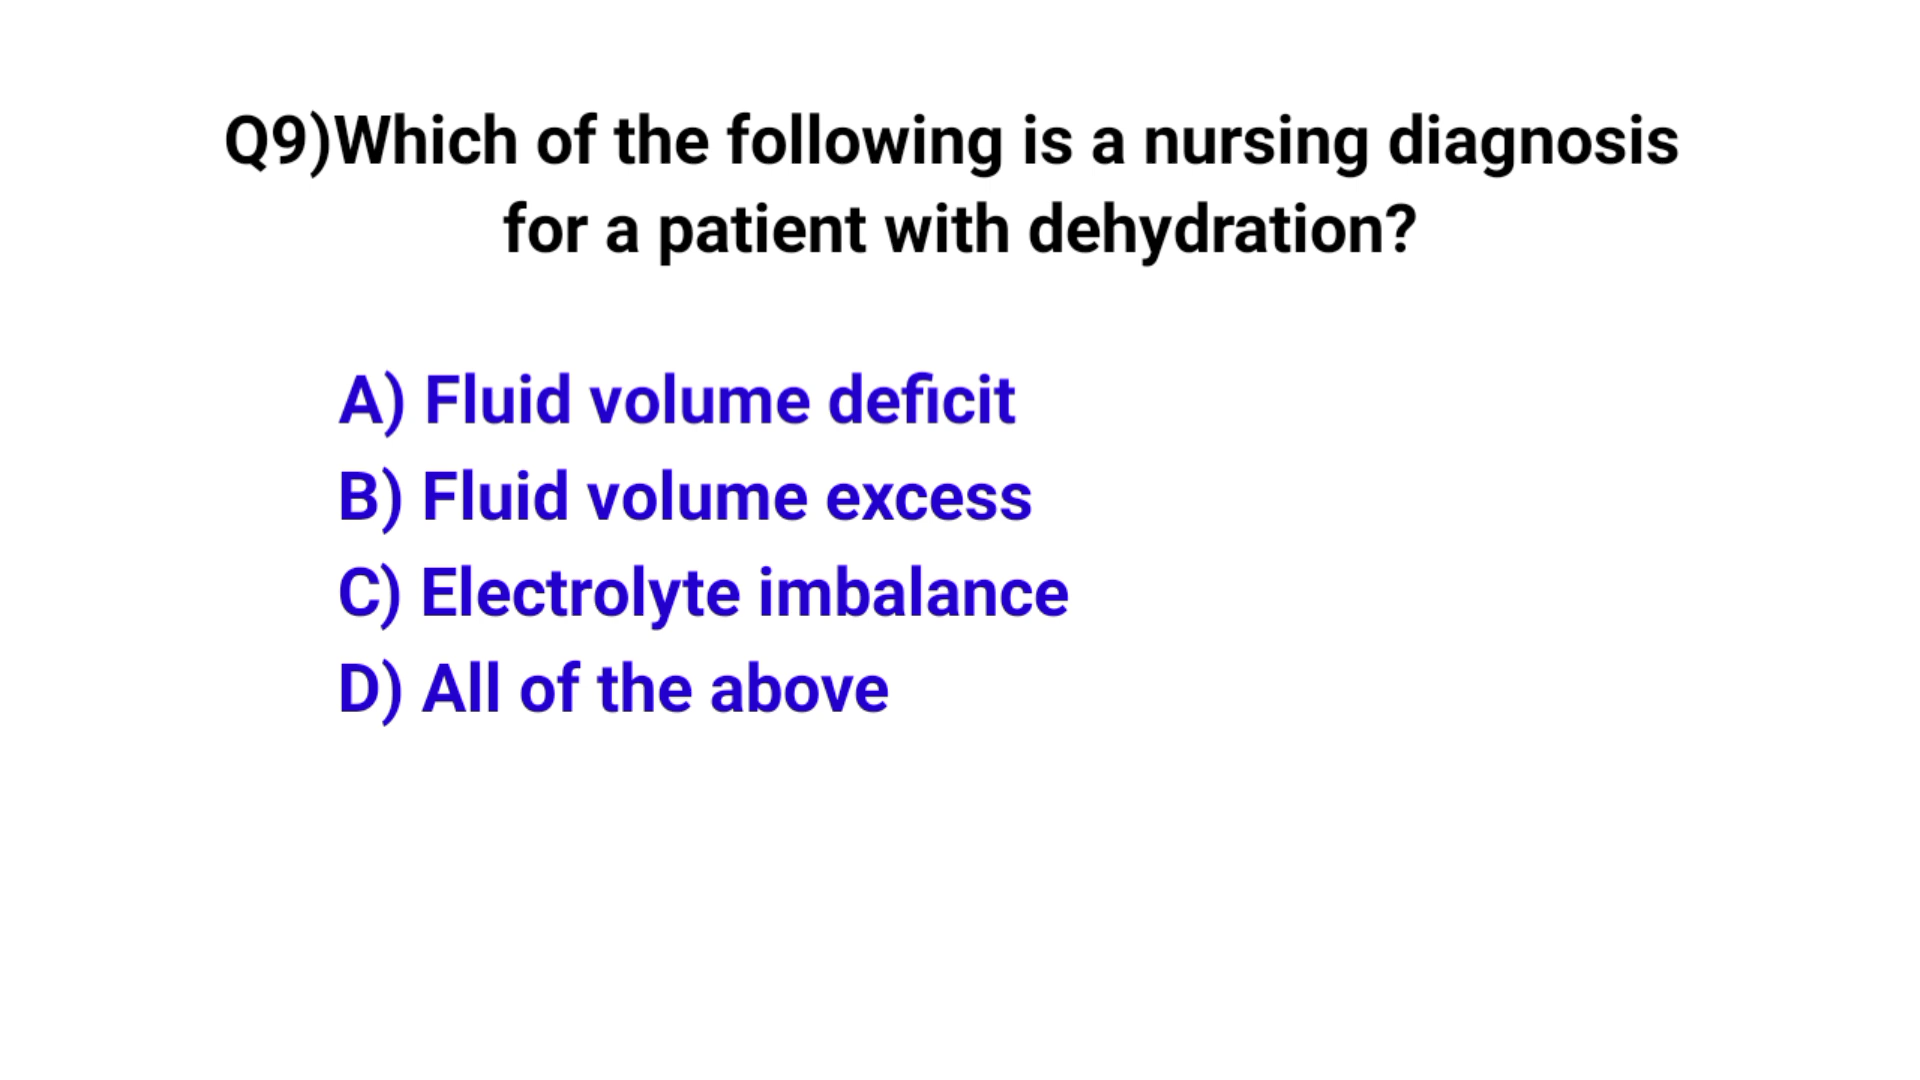 Q9)Which of the following is a nursing diagnosis
for a patient with dehydration?
A) Fluid volume deficit
B) Fluid volume excess
C) Electrolyte imbalance
D) All of the above